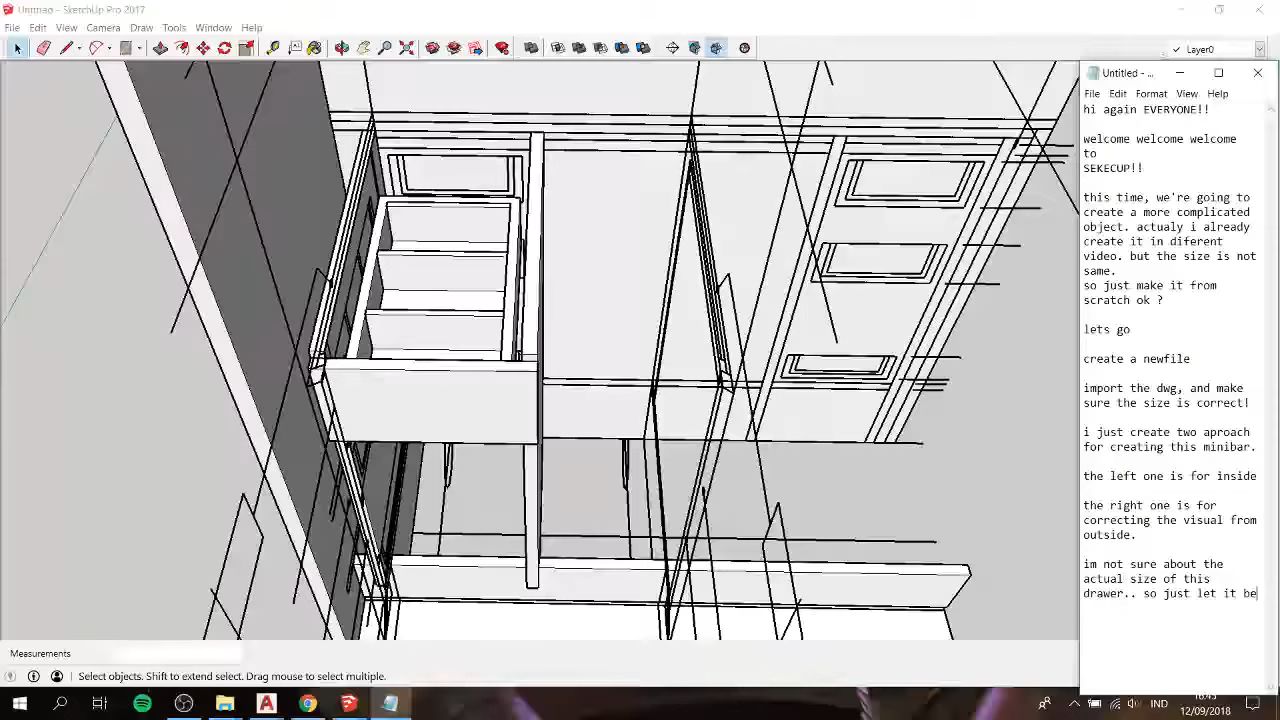 Untitled - SketchUp Pro 2017
File Edit View Camera Draw Tools Window Help
Layer0
Untitled - ...
File Edit Format View Help
hi again EVERYONE!!
welcome welcome welcome
to
SEKECUP!!
this time, we're going to
create a more complicated
object. actualy i already
create it in diferent
video. but the size is not
same.
so just make it from
scratch ok ?
lets go
create a newfile
import the dwg, and make
sure the size is correct!
i just create two aproach
for creating this minibar.
the left one is for inside
the right one is for
correcting the visual from
outside.
im not sure about the
actual size of this
drawer.. so just let it be
Measurements
Select objects. Shift to extend select. Drag mouse to select multiple.
IND
16:45
12/09/2018